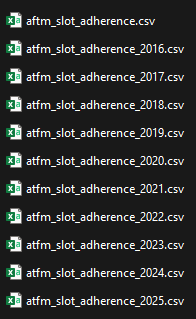 aftm_slot_adherence.csv
atfm_slot_adherence_2016.csv
atfm_slot_adherence_2017.csv
atfm_slot_adherence_2018.csv
atfm_slot_adherence_2019.csv
atfm_slot_adherence_2020.csv
atfm_slot_adherence_2021.csv
atfm_slot_adherence_2022.csv
atfm_slot_adherence_2023.csv
atfm_slot_adherence_2024.csv
atfm_slot_adherence_2025.csv